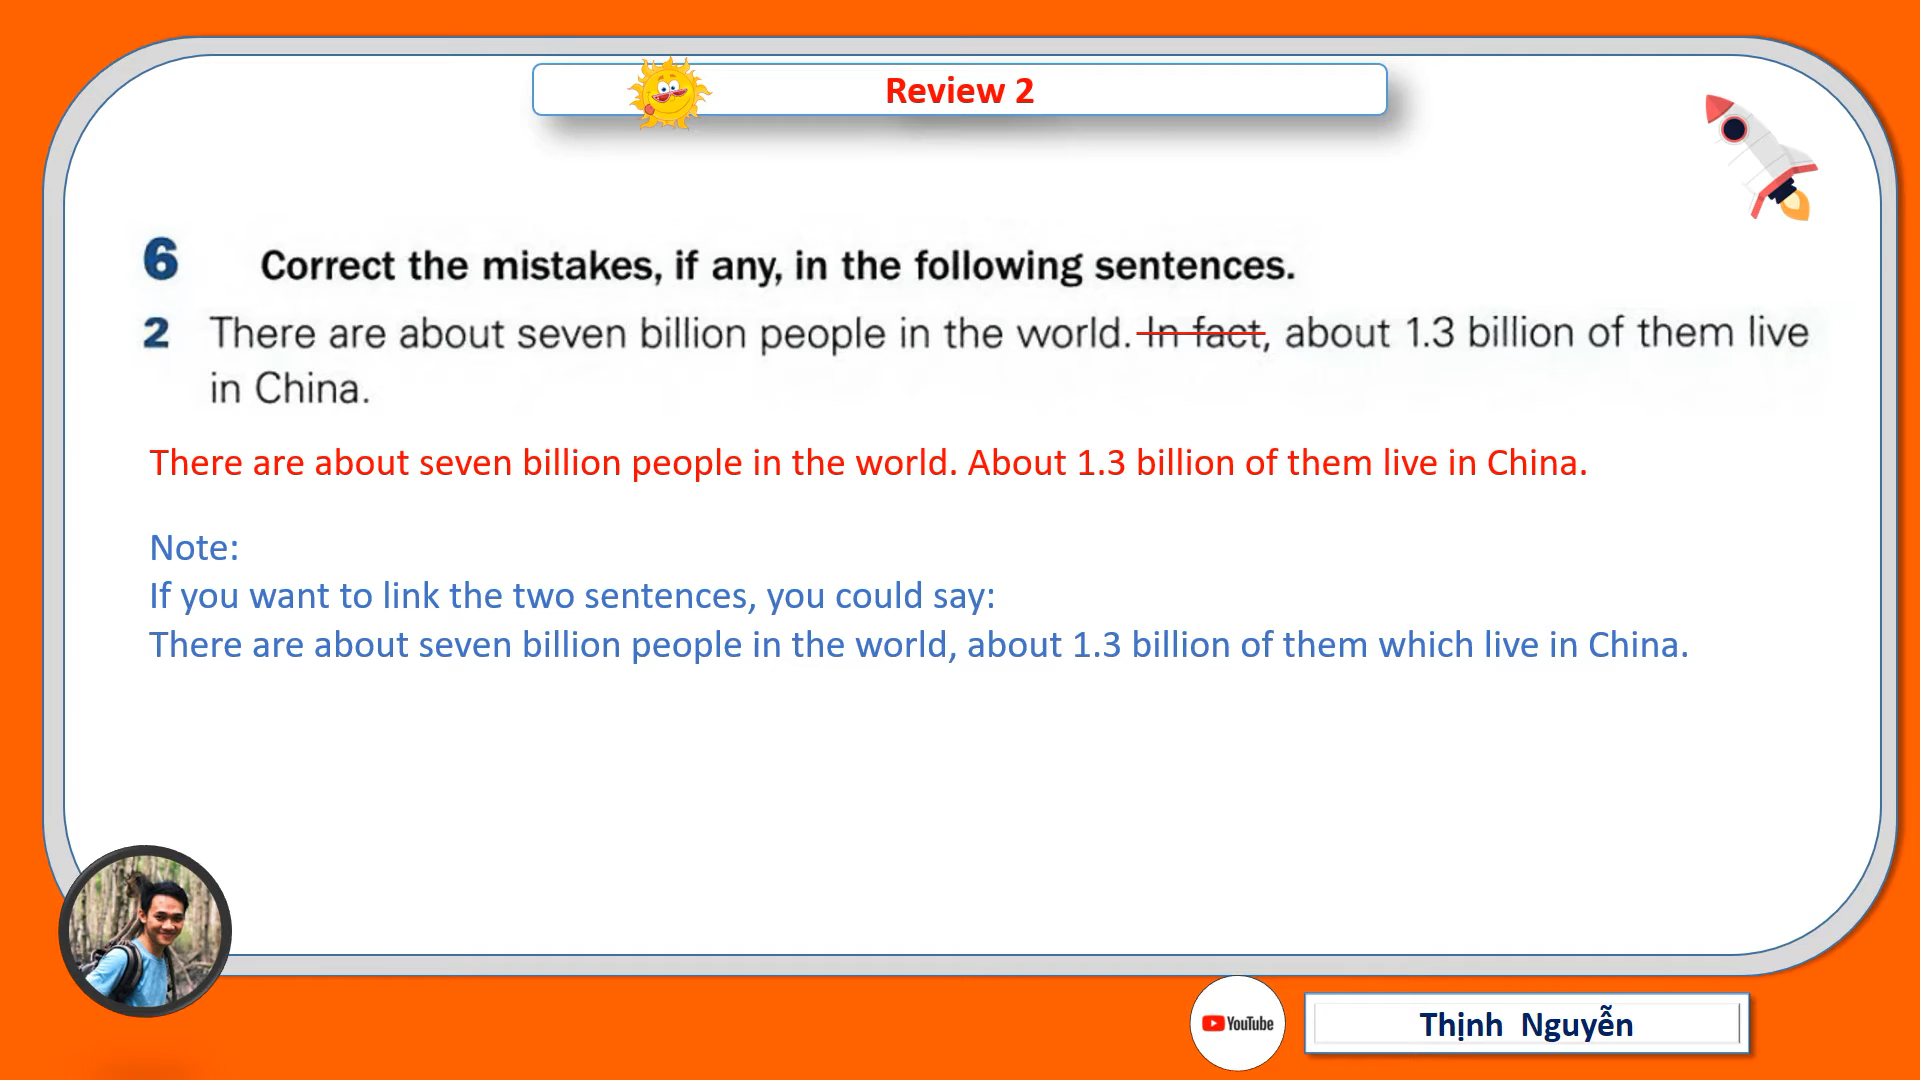 Review 2
6 Correct the mistakes, if any, in the following sentences.
2 There are about seven billion people in the world. In fact, about 1.3 billion of them live
in China.
There are about seven billion people in the world. About 1.3 billion of them live in China.
Note:
If you want to link the two sentences, you could say:
There are about seven billion people in the world, about 1.3 billion of them which live in China.
YouTube
Thịnh Nguyễn